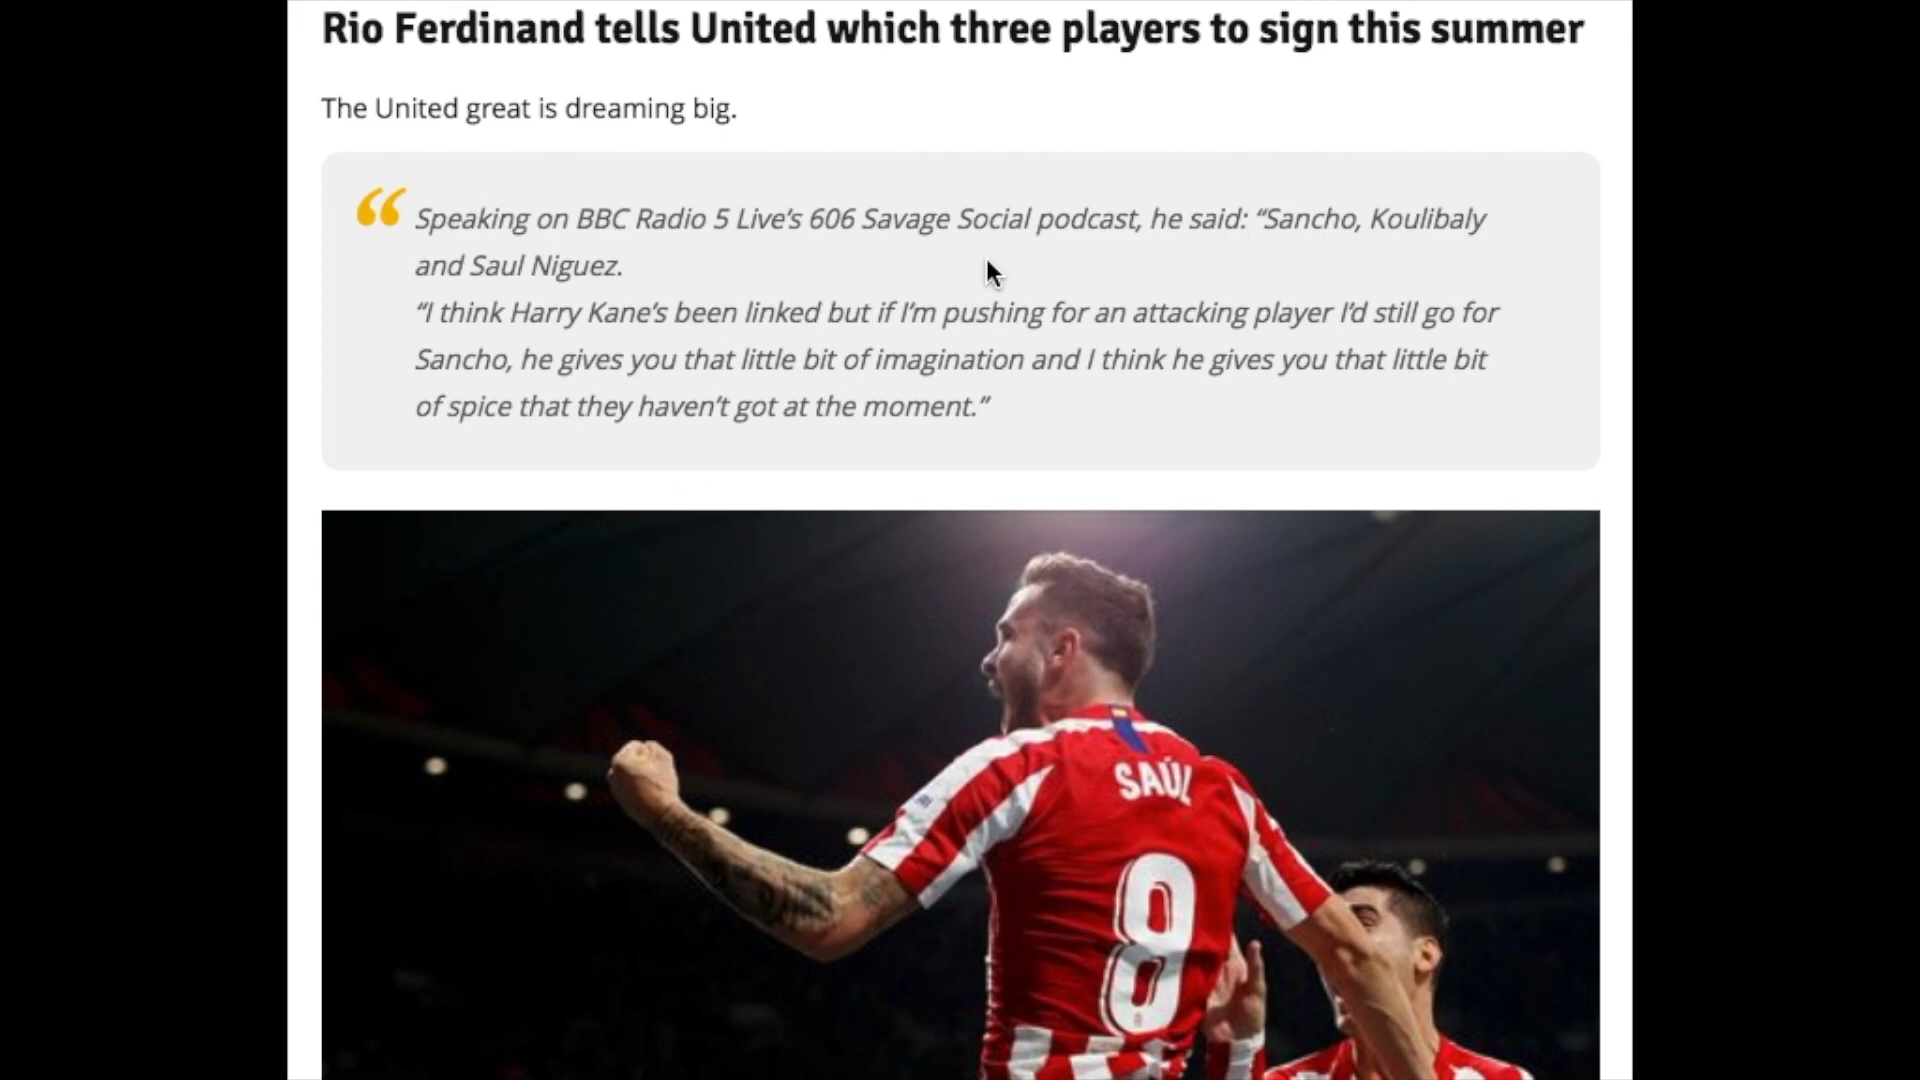 Rio Ferdinand tells United which three players to sign this summer
The United great is dreaming big.
“
Speaking on BBC Radio 5 Live’s 606 Savage Social podcast, he said: “Sancho, Koulibaly
and Saul Niguez.
“I think Harry Kane’s been linked but if I’m pushing for an attacking player I’d still go for
Sancho, he gives you that little bit of imagination and I think he gives you that little bit
of spice that they haven’t got at the moment.”
SAÚL
8